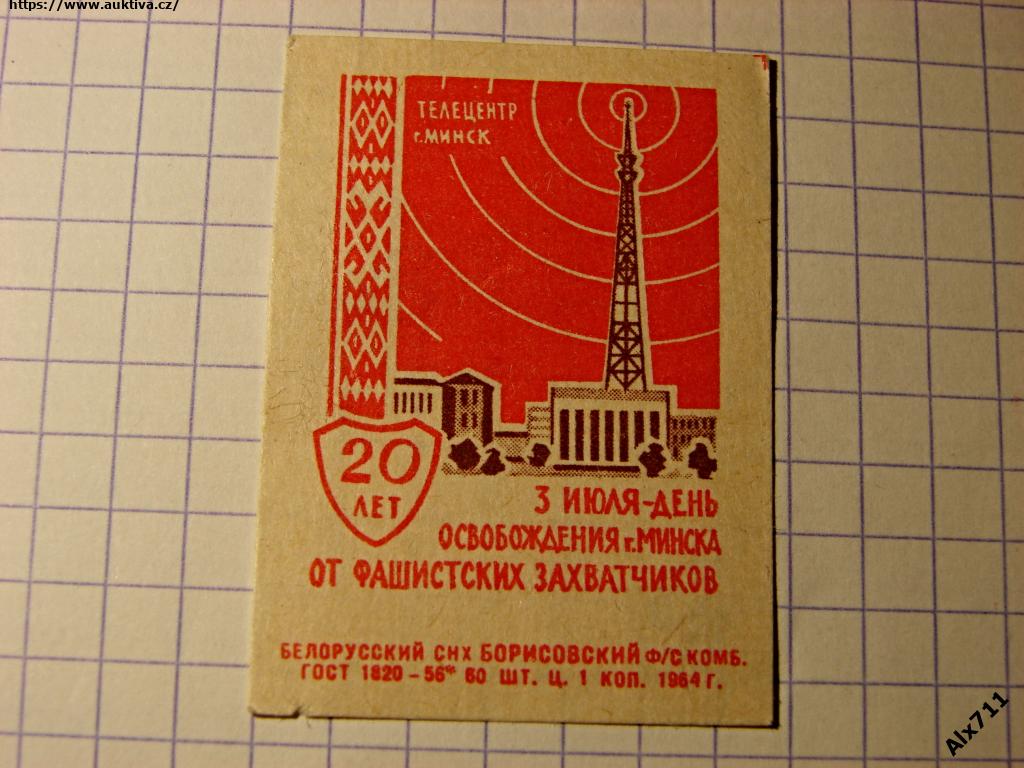 https://www.auktiva.cz/
ТЕЛЕЦЕНТР
г.МИНСК
20
ЛЕТ
3 ИЮЛЯ-ДЕНЬ
ОСВОБОЖДЕНИЯ г.МИНСКА
ОТ ФАШИСТСКИХ ЗАХВАТЧИКОВ
БЕЛОРУССКИЙ СНХ БОРИСОВСКИЙ Ф/С КОМБ.
ГОСТ 1820-56* 60 ШТ. Ц. 1 КОП. 1964 г.
Alx711